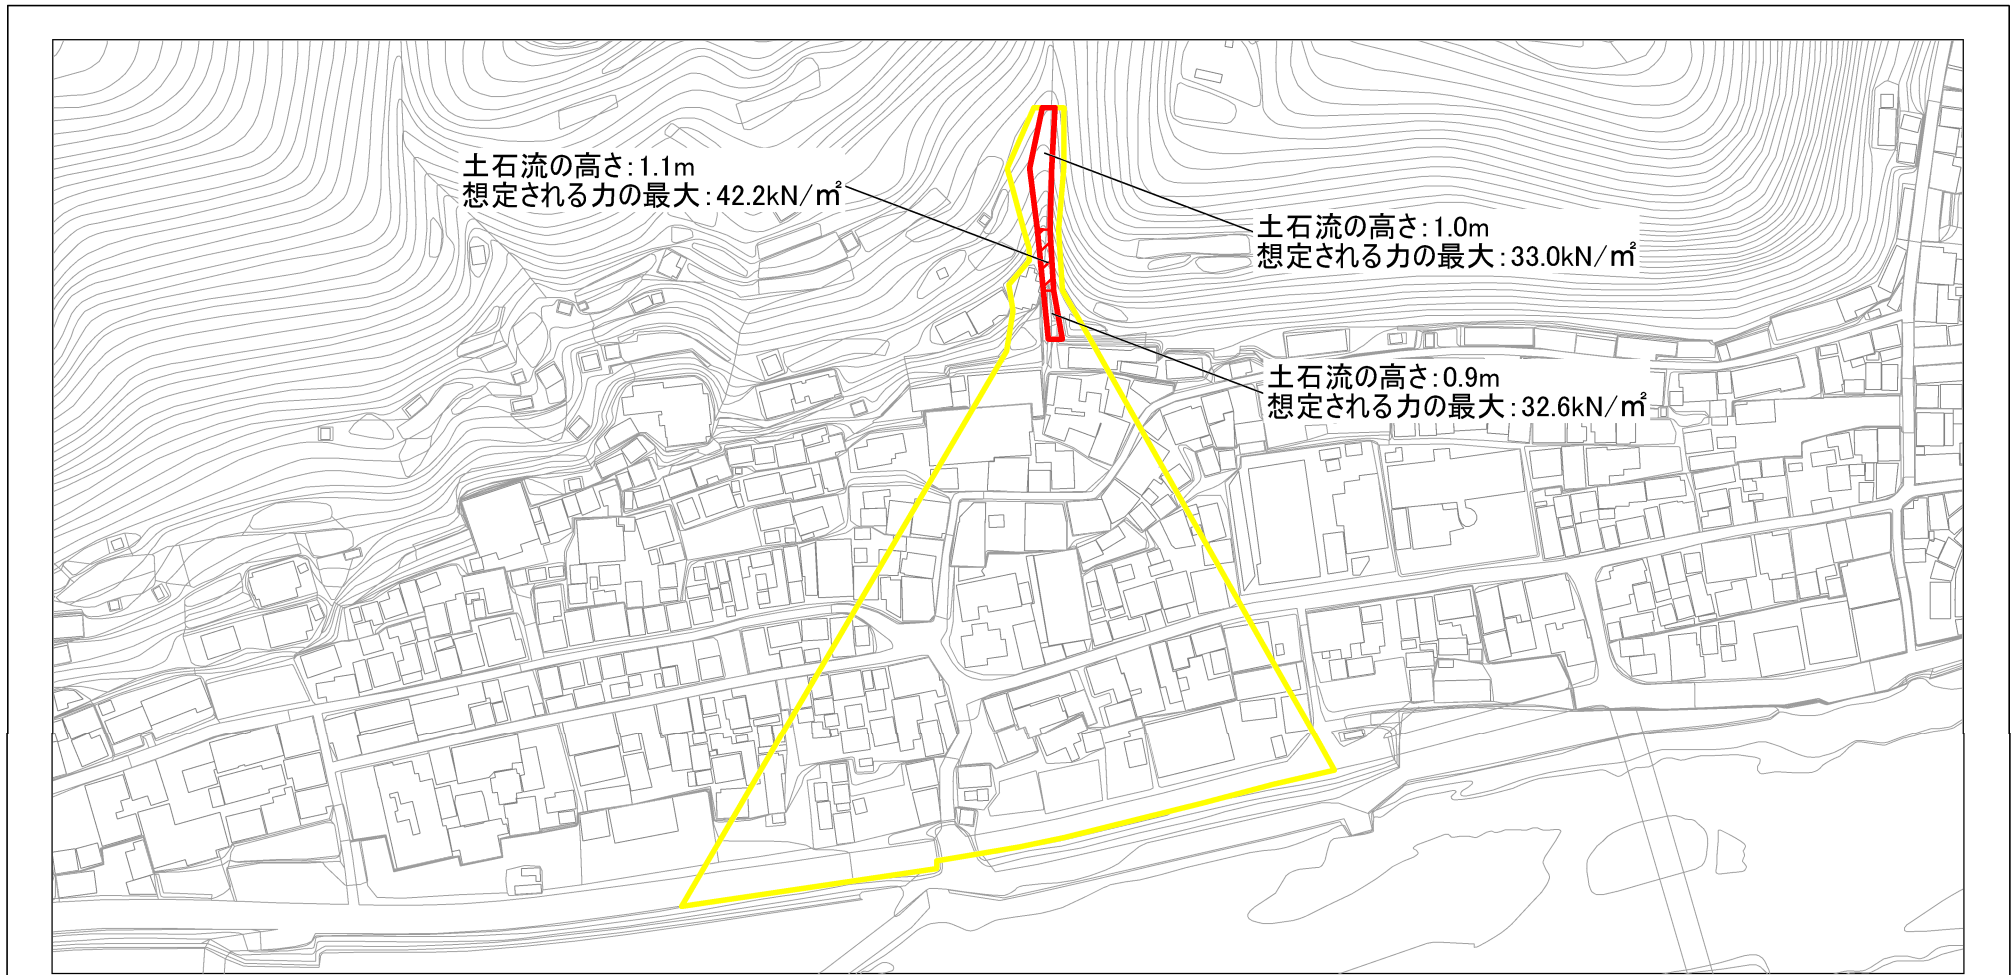 土石流の高さ:1.1m
想定される力の最大:42.2kN/㎡
土石流の高さ:1.0m
想定される力の最大:33.0kN/㎡
土石流の高さ:0.9m
想定される力の最大:32.6kN/㎡